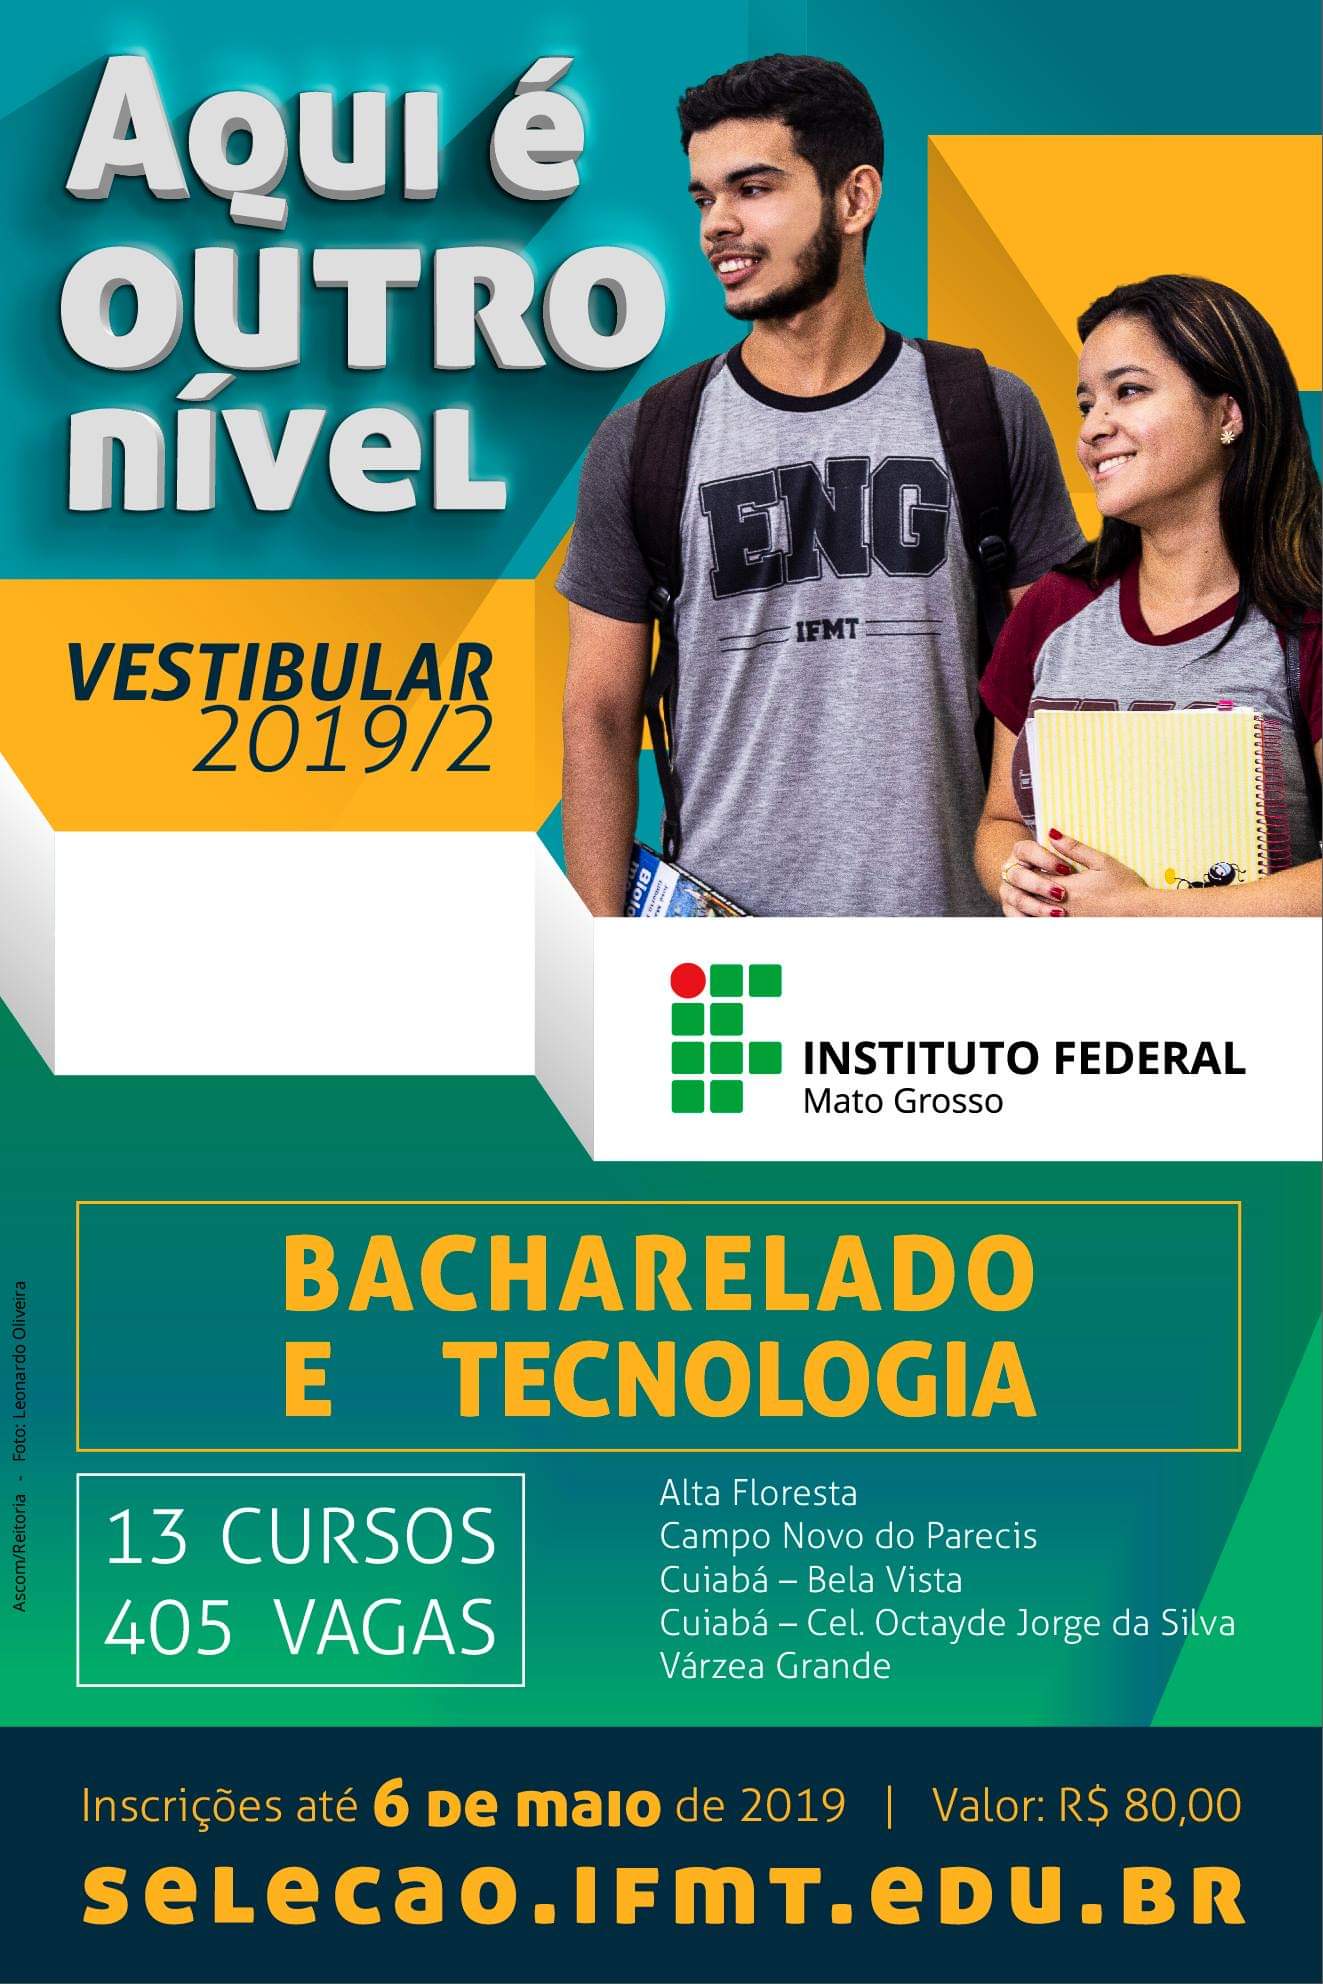 Aqui é
OUTRO
nível
VESTIBULAR
2019/2
ENG
IFMT
INSTITUTO FEDERAL
Mato Grosso
BACHARELADO
E TECNOLOGIA
13 CURSOS
405 VAGAS
Alta Floresta
Campo Novo do Parecis
Cuiabá – Bela Vista
Cuiabá – Cel. Octayde Jorge da Silva
Várzea Grande
Ascom/Reitoria - Foto: Leonardo Oliveira
Inscrições até 6 DE maio de 2019 | Valor: R$ 80,00
selecao.IFMT.eDU.BR